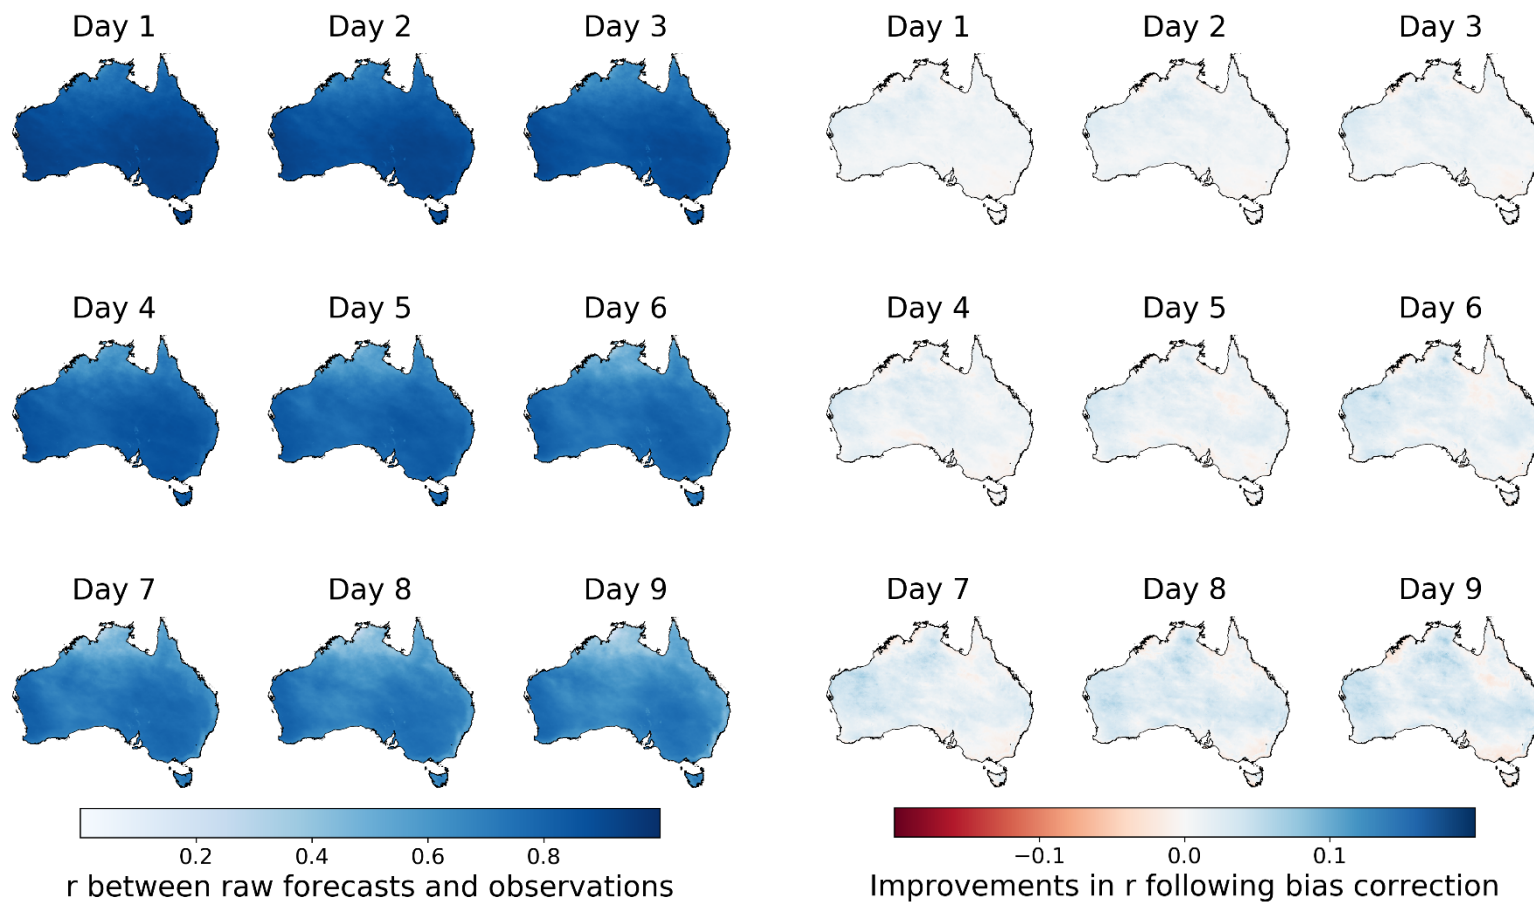 Day 1
Day 2
Day 3
Day 1
Day 2
Day 3
Day 4
Day 5
Day 6
Day 4
Day 5
Day 6
Day 7
Day 8
Day 9
Day 7
Day 8
Day 9
0.2 0.4 0.6 0.8
−0.1 0.0 0.1
r between raw forecasts and observations
Improvements in r following bias correction